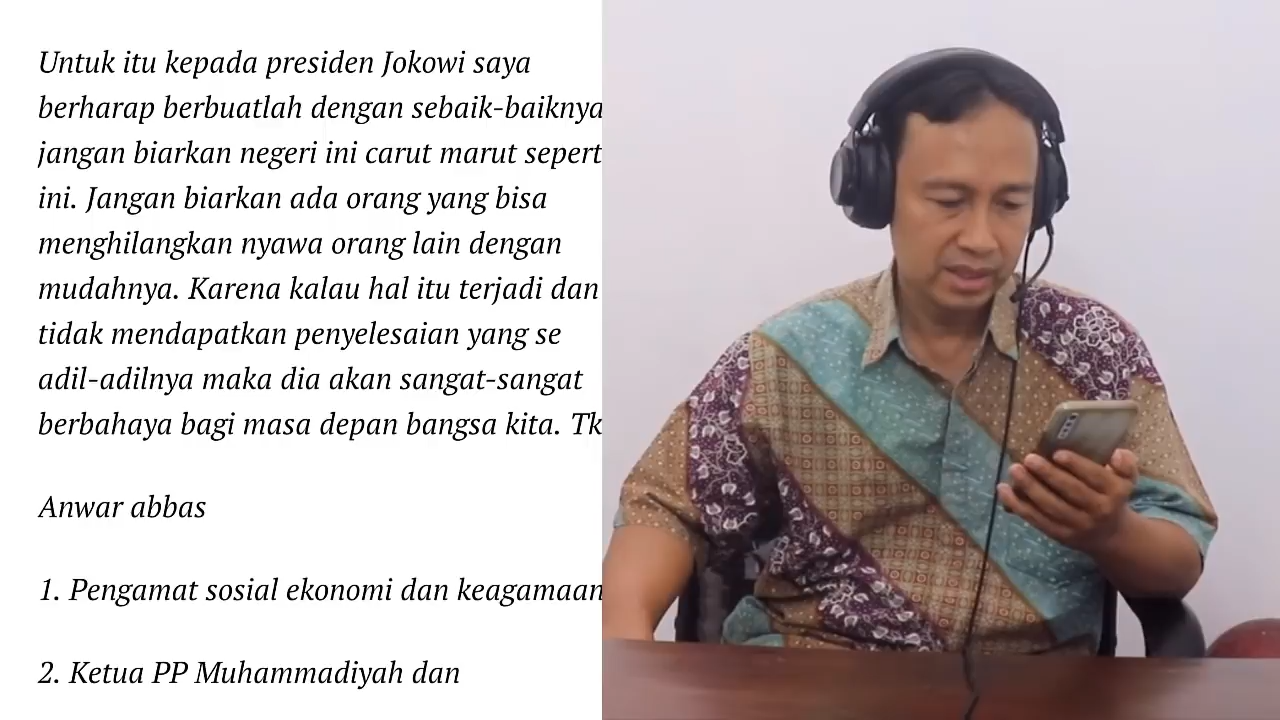 Untuk itu kepada presiden Jokowi saya
berharap berbuatlah dengan sebaik-baiknya
jangan biarkan negeri ini carut marut sepert
ini. Jangan biarkan ada orang yang bisa
menghilangkan nyawa orang lain dengan
mudahnya. Karena kalau hal itu terjadi dan
tidak mendapatkan penyelesaian yang se
adil-adilnya maka dia akan sangat-sangat
berbahaya bagi masa depan bangsa kita. Tk
Anwar abbas
1. Pengamat sosial ekonomi dan keagamaan
2. Ketua PP Muhammadiyah dan